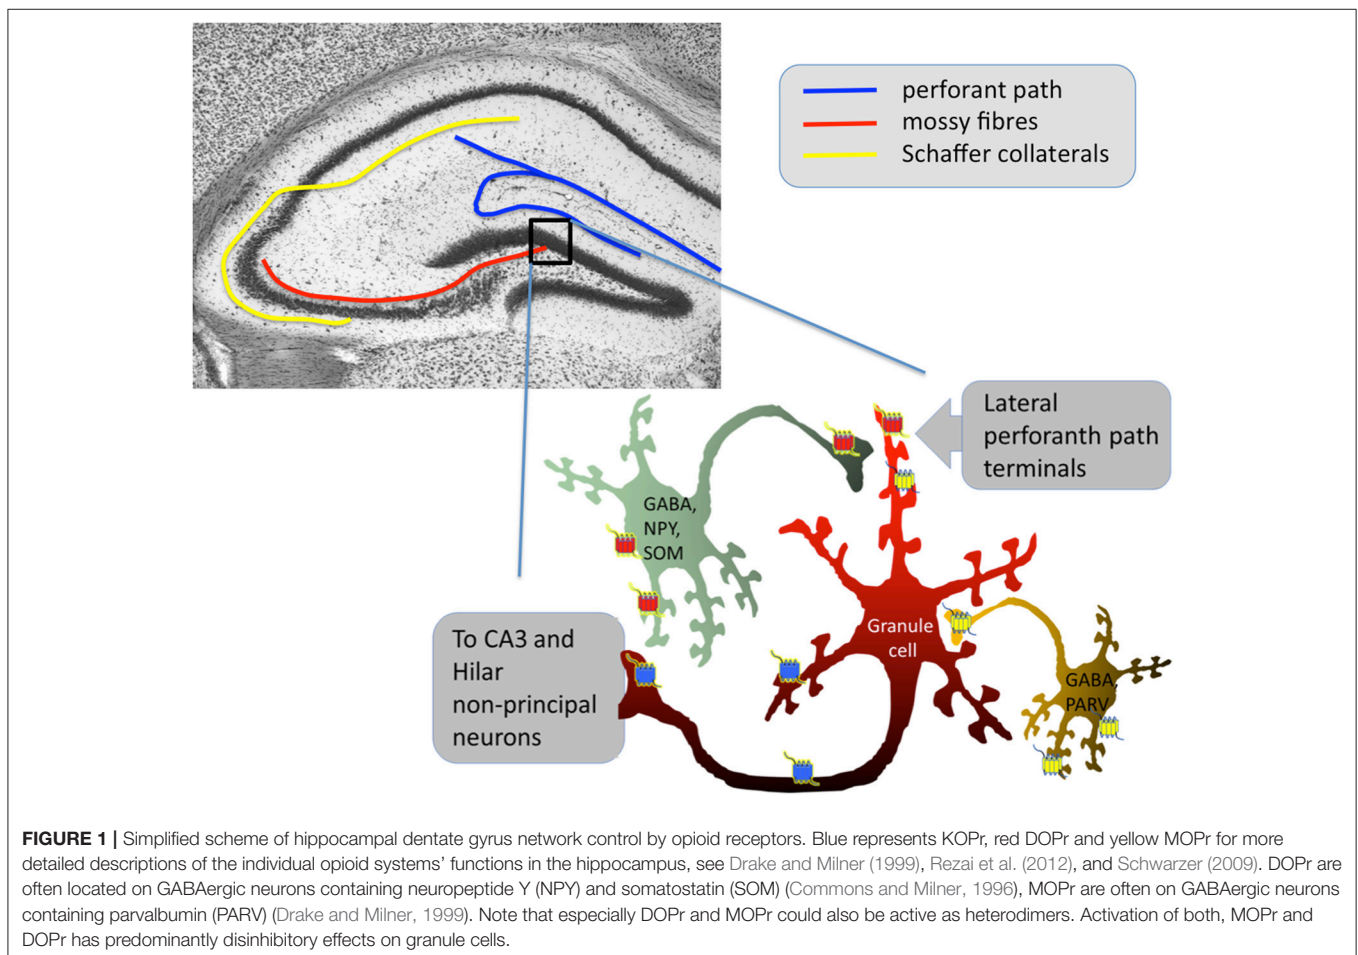 perforant path
mossy fibres
Schaffer collaterals
Lateral
perforanth path
terminals
GABA,
NPY,
SOM
Granule
cell
GABA,
PARV
To CA3 and
Hilar
non-principal
neurons
FIGURE 1 | Simplified scheme of hippocampal dentate gyrus network control by opioid receptors. Blue represents KOPr, red DOPr and yellow MOPr for more
detailed descriptions of the individual opioid systems' functions in the hippocampus, see Drake and Milner (1999), Rezai et al. (2012), and Schwarzer (2009). DOPr are
often located on GABAergic neurons containing neuropeptide Y (NPY) and somatostatin (SOM) (Commons and Milner, 1996), MOPr are often on GABAergic neurons
containing parvalbumin (PARV) (Drake and Milner, 1999). Note that especially DOPr and MOPr could also be active as heterodimers. Activation of both, MOPr and
DOPr has predominantly disinhibitory effects on granule cells.